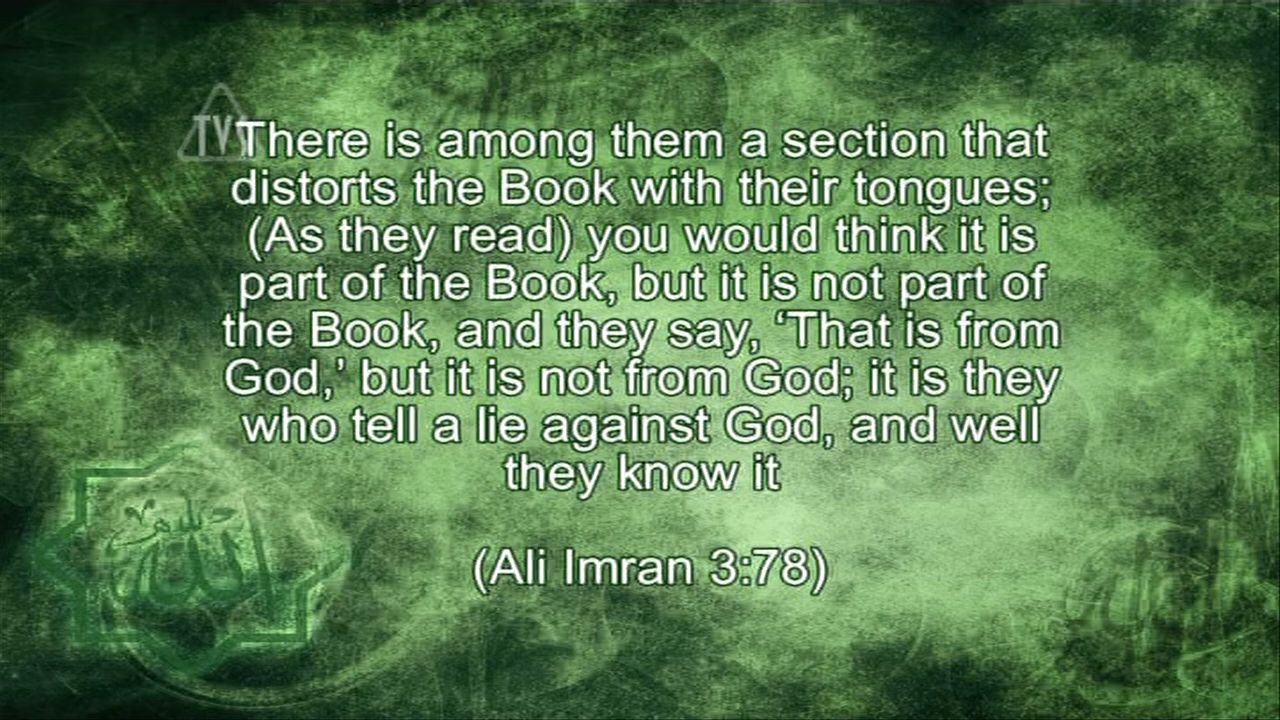 TVS
There is among them a section that
distorts the Book with their tongues;
(As they read) you would think it is
part of the Book, but it is not part of
the Book, and they say, ‘That is from
God,’ but it is not from God; it is they
who tell a lie against God, and well
they know it
(Ali Imran 3:78)
الله